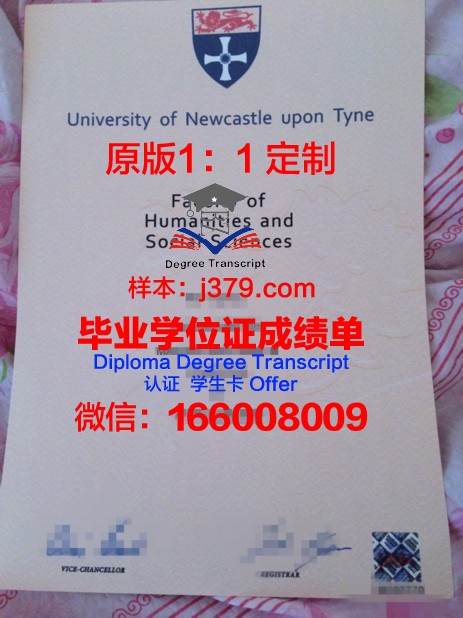 University of Newcastle upon Tyne
原版1：1 定制
Faculty of
Humanities and
Social Sciences
Degree Transcript
样本：j379.com
毕业学位证成绩单
Diploma Degree Transcript
认证 学生卡 Offer
微信：166008009
VICE-CHANCELLOR
REGISTRAR